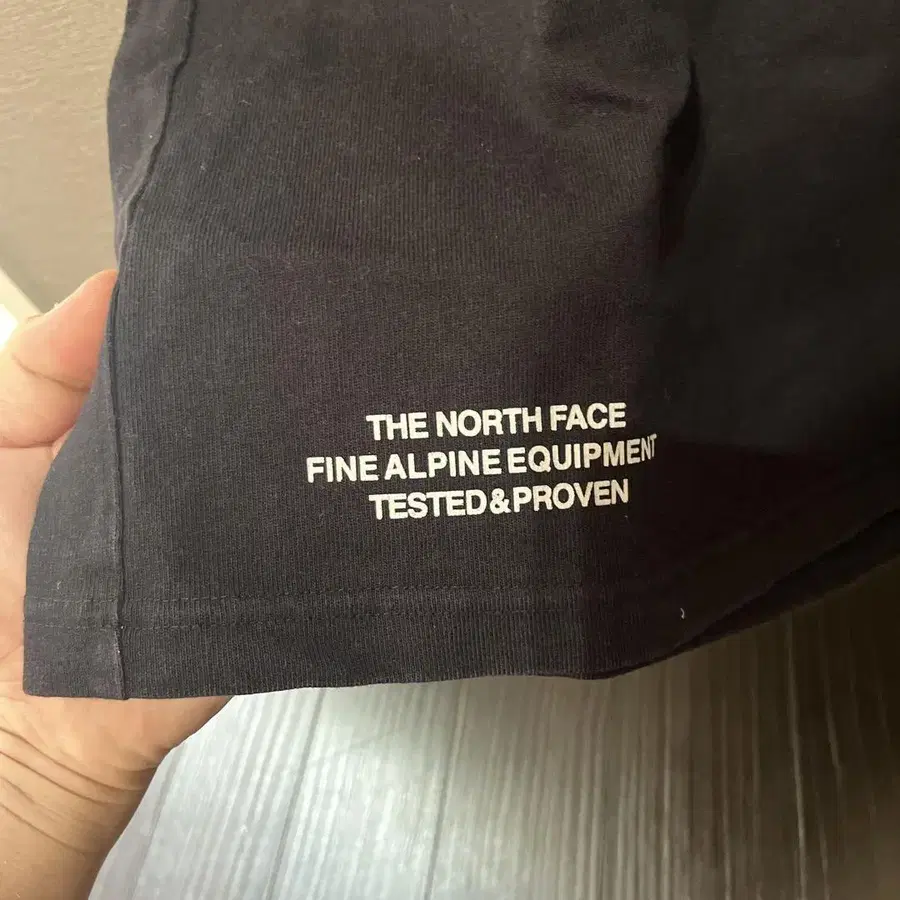 THE NORTH FACE
FINE ALPINE EQUIPMENT
TESTED&PROVEN